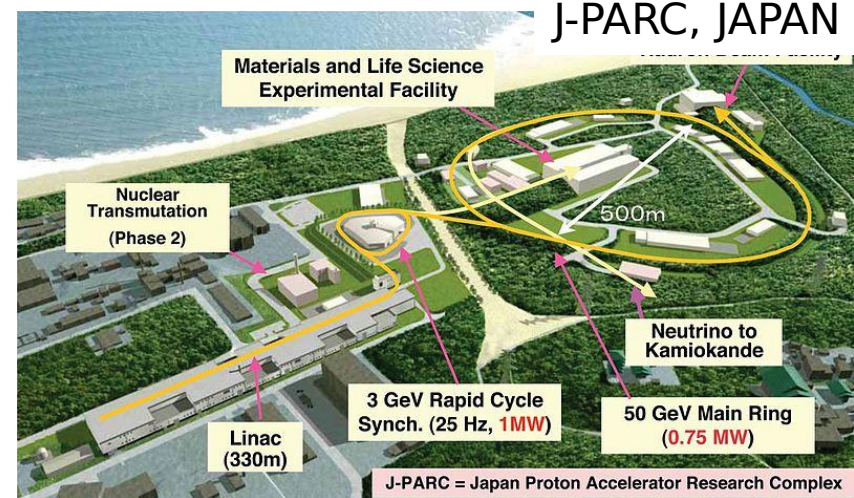 J-PARC, JAPAN
Materials and Life Science
Experimental Facility
Nuclear
Transmutation
(Phase 2)
500m
Neutrino to
Kamiokande
3 GeV Rapid Cycle
Synch. (25 Hz, 1MW)
50 GeV Main Ring
(0.75 MW)
Linac
(330m)
J-PARC = Japan Proton Accelerator Research Complex